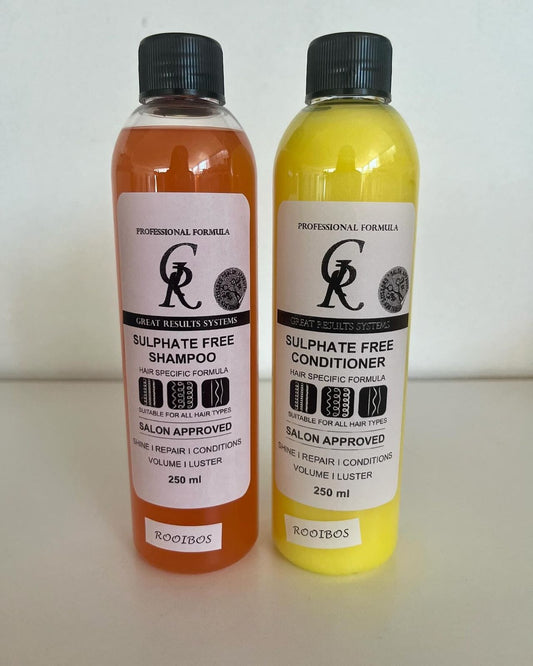 PROFESSIONAL FORMULA
GR
GREAT RESULTS SYSTEMS
SULPHATE FREE
SHAMPOO
HAIR SPECIFIC FORMULA
SUITABLE FOR ALL HAIR TYPES
SALON APPROVED
SHINE I REPAIR I CONDITIONS
VOLUME I LUSTER
250 ml
ROOIBOS
PROFESSIONAL FORMULA
GR
GREAT RESULTS SYSTEMS
SULPHATE FREE
CONDITIONER
HAIR SPECIFIC FORMULA
SUITABLE FOR ALL HAIR TYPES
SALON APPROVED
SHINE I REPAIR I CONDITIONS
VOLUME I LUSTER
250 ml
ROOIBOS